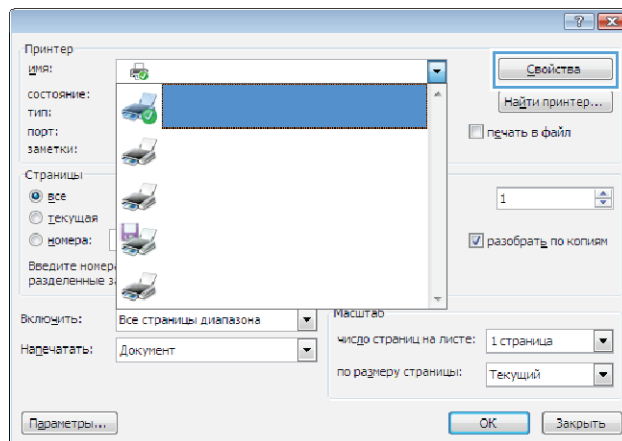 Принтер
имя:
Свойства
состояние:
Найти принтер...
тип:
порт:
печать в файл
заметки:
Страницы
все
1
текущая
номера:
разобрать по копиям
Введите номер
разделенные з
Включить:
Все страницы диапазона
Масштаб
число страниц на листе:
1 страница
Напечатать:
Документ
по размеру страницы:
Текущий
Параметры...
ОК
Закрыть